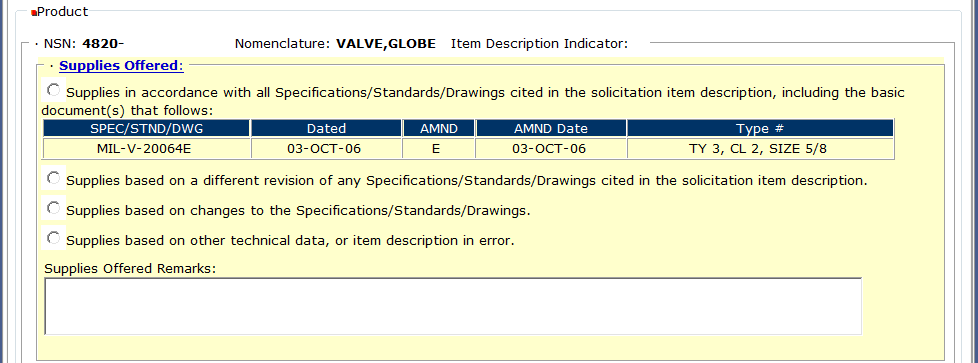 Product
· NSN: 4820- Nomenclature: VALVE,GLOBE Item Description Indicator:
· Supplies Offered:
Supplies in accordance with all Specifications/Standards/Drawings cited in the solicitation item description, including the basic
document(s) that follows:
SPEC/STND/DWG Dated AMND AMND Date Type #
MIL-V-20064E 03-OCT-06 E 03-OCT-06 TY 3, CL 2, SIZE 5/8
Supplies based on a different revision of any Specifications/Standards/Drawings cited in the solicitation item description.
Supplies based on changes to the Specifications/Standards/Drawings.
Supplies based on other technical data, or item description in error.
Supplies Offered Remarks: